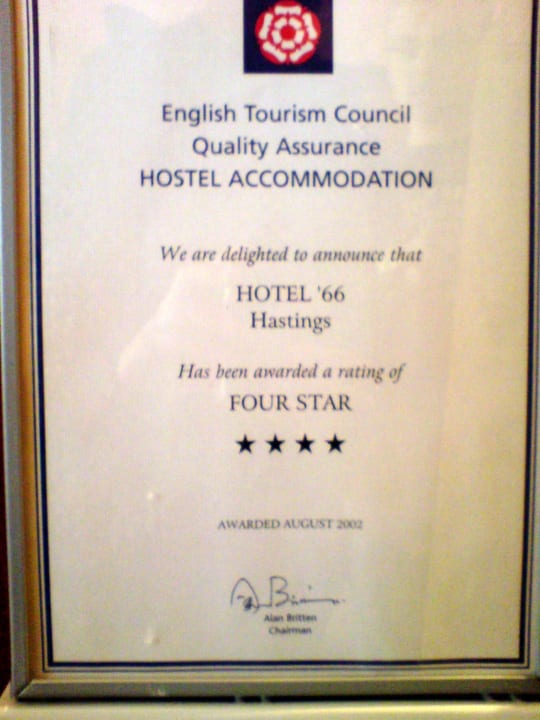 English Tourism Council
Quality Assurance
HOSTEL ACCOMMODATION
We are delighted to announce that
HOTEL '66
Hastings
Has been awarded a rating of
FOUR STAR
★ ★ ★ ★
AWARDED AUGUST 2002
Alan Britten
Chairman